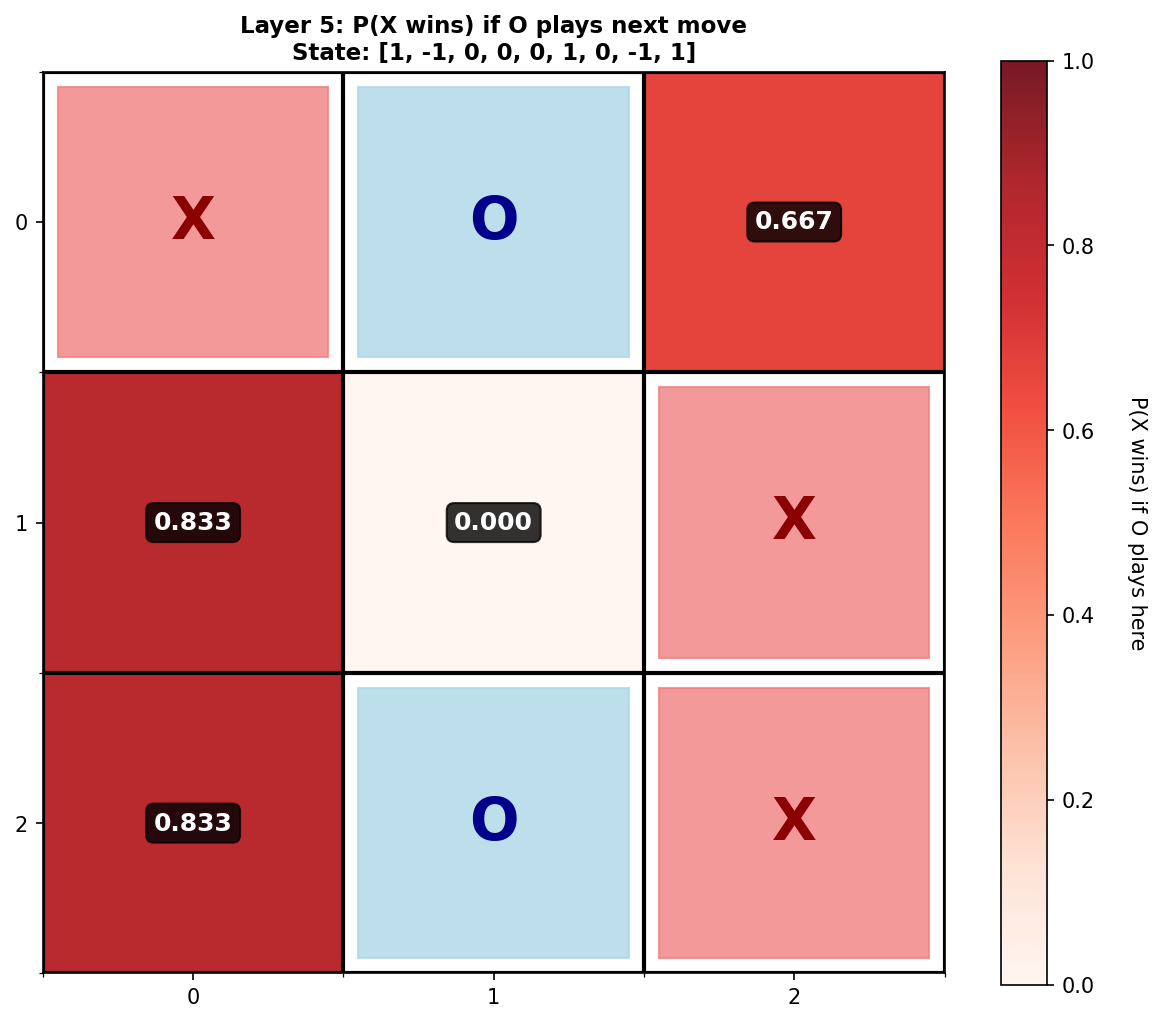 Layer 5: P(X wins) if O plays next move
State: [1, -1, 0, 0, 0, 1, 0, -1, 1]
X
O
0.667
0.833
0.000
X
0.833
O
X
0
1
2
0
1
2
1.0
0.8
0.6
0.4
0.2
0.0
P(X wins) if O plays here